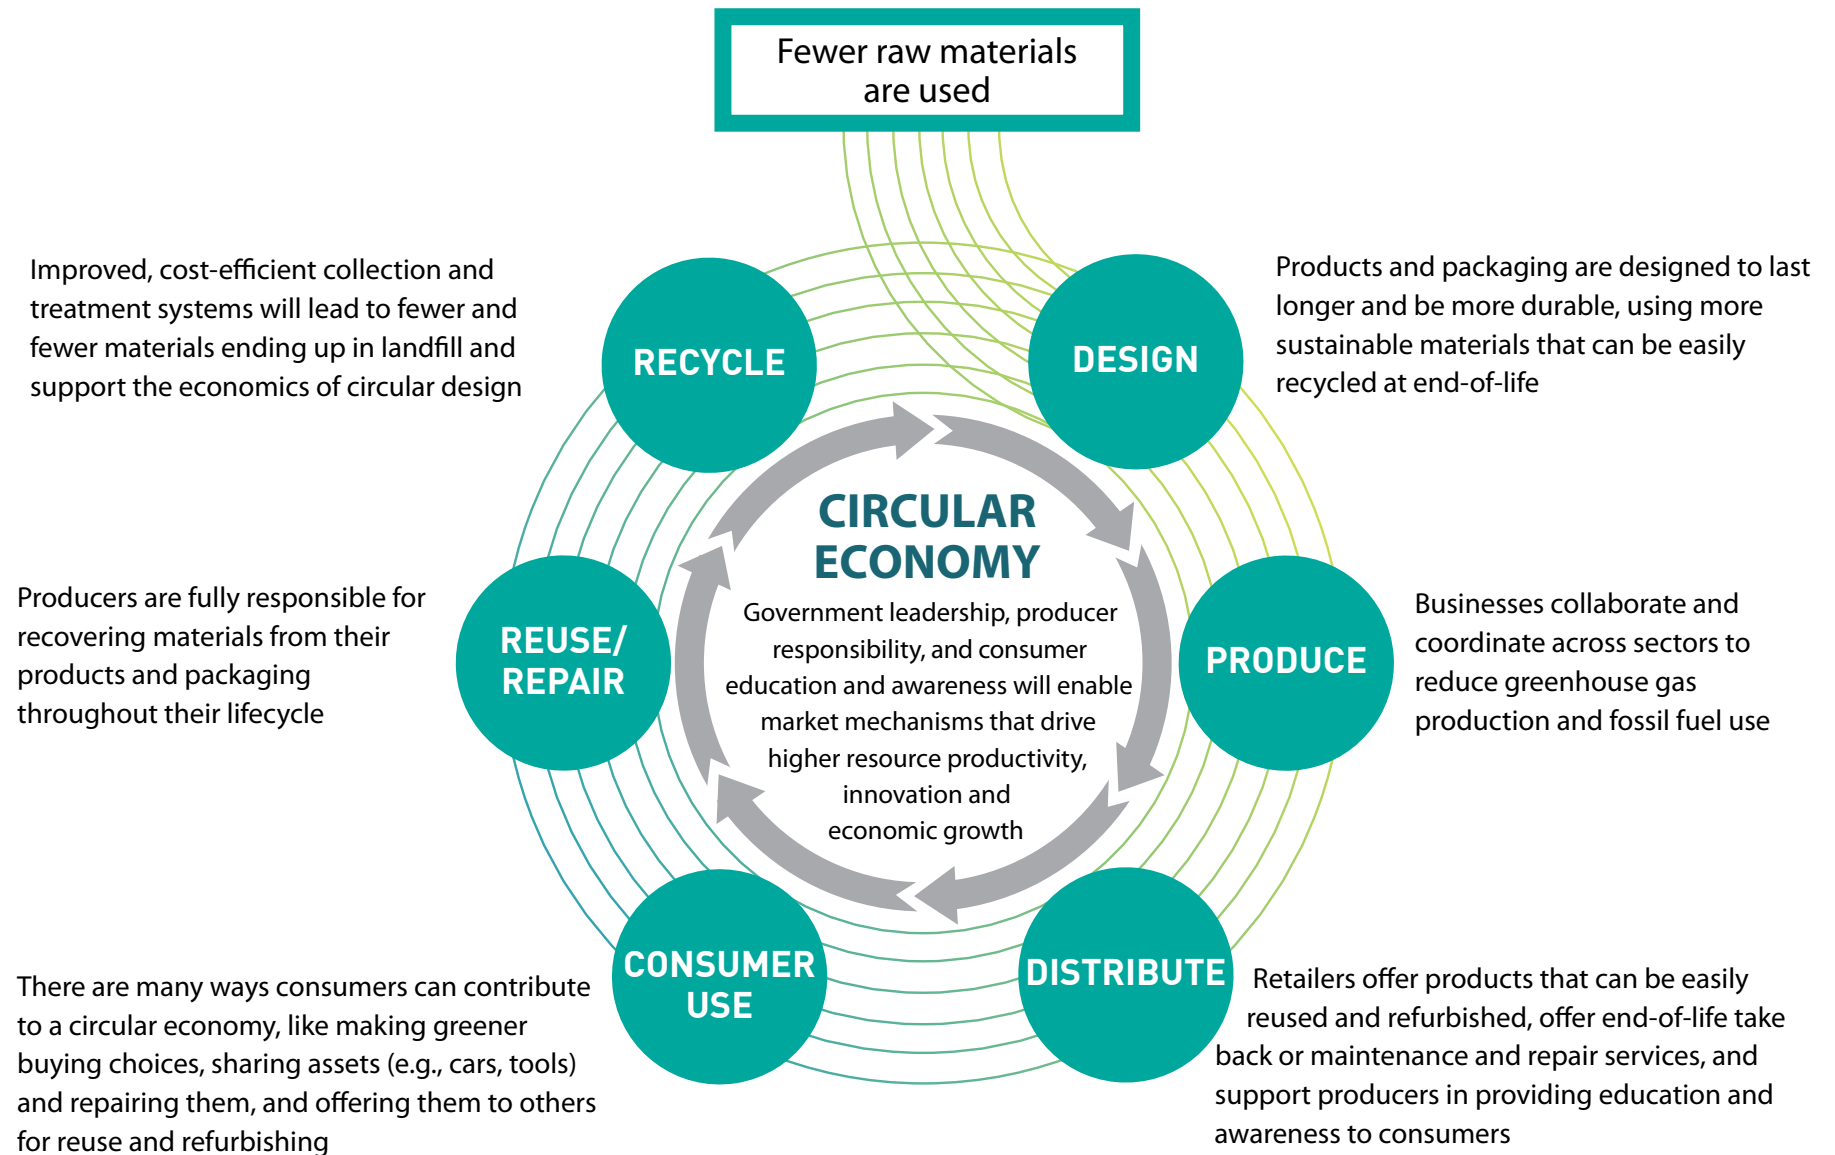 Fewer raw materials
are used
RECYCLE
Improved, cost-efficient collection and
treatment systems will lead to fewer and
fewer materials ending up in landfill and
support the economics of circular design
DESIGN
Products and packaging are designed to last
longer and be more durable, using more
sustainable materials that can be easily
recycled at end-of-life
CIRCULAR
ECONOMY
Government leadership, producer
responsibility, and consumer
education and awareness will enable
market mechanisms that drive
higher resource productivity,
innovation and
economic growth
REUSE/
REPAIR
Producers are fully responsible for
recovering materials from their
products and packaging
throughout their lifecycle
PRODUCE
Businesses collaborate and
coordinate across sectors to
reduce greenhouse gas
production and fossil fuel use
CONSUMER
USE
There are many ways consumers can contribute
to a circular economy, like making greener
buying choices, sharing assets (e.g., cars, tools)
and repairing them, and offering them to others
for reuse and refurbishing
DISTRIBUTE
Retailers offer products that can be easily
reused and refurbished, offer end-of-life take
back or maintenance and repair services, and
support producers in providing education and
awareness to consumers